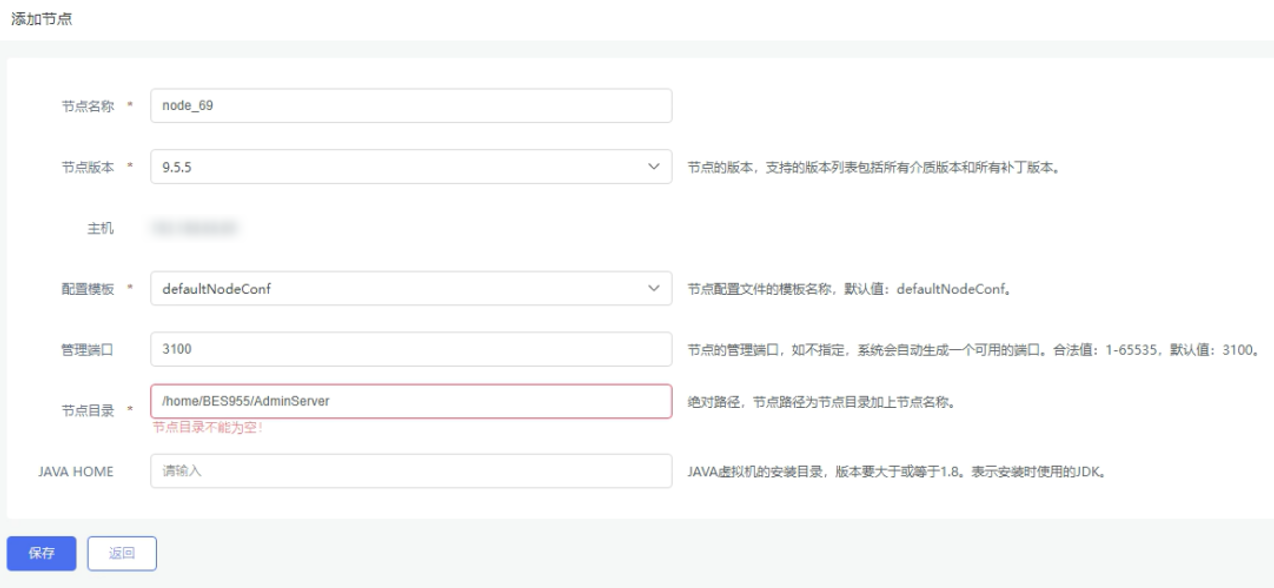 添加节点
节点名称 * node_69
节点版本 * 9.5.5 节点的版本，支持的版本列表包括所有介质版本和所有补丁版本。
主机
配置模板 * defaultNodeConf 节点配置文件的模板名称，默认值：defaultNodeConf。
管理端口 3100 节点的管理端口，如不指定，系统会自动生成一个可用的端口。合法值：1-65535，默认值：3100。
节点目录 * /home/BES955/AdminServer 绝对路径，节点路径为节点目录加上节点名称。
节点目录不能为空！
JAVA HOME 请输入 JAVA虚拟机的安装目录，版本要大于或等于1.8。表示安装时使用的JDK。
保存 返回